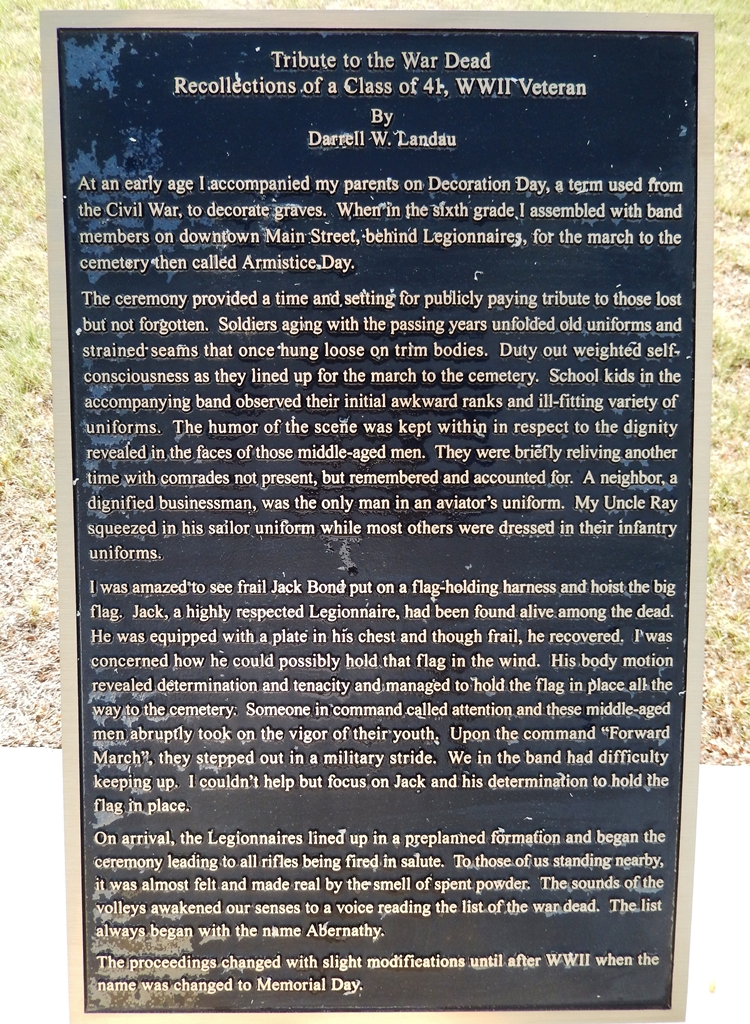 Tribute to the War Dead
Recollections of a Class of 41, WWII Veteran
By
Darrell W. Landau
At an early age I accompanied my parents on Decoration Day, a term used from
the Civil War, to decorate graves. When in the sixth grade I assembled with band
members on downtown Main Street, behind Legionnaires, for the march to the
cemetery then called Armistice Day.
The ceremony provided a time and setting for publicly paying tribute to those lost
but not forgotten. Soldiers aging with the passing years unfolded old uniforms and
strained seams that once hung loose on trim bodies. Duty out weighted self-
consciousness as they lined up for the march to the cemetery. School kids in the
accompanying band observed their initial awkward ranks and ill-fitting variety of
uniforms. The humor of the scene was kept within in respect to the dignity
revealed in the faces of those middle-aged men. They were briefly reliving another
time with comrades not present, but remembered and accounted for. A neighbor, a
dignified businessman, was the only man in an aviator's uniform. My Uncle Ray
squeezed in his sailor uniform while most others were dressed in their infantry
uniforms.
I was amazed to see frail Jack Bond put on a flag-holding harness and hoist the big
flag. Jack, a highly respected Legionnaire, had been found alive among the dead.
He was equipped with a plate in his chest and though frail, he recovered. I was
concerned how he could possibly hold that flag in the wind. His body motion
revealed determination and tenacity and managed to hold the flag in place all the
way to the cemetery. Someone in command called attention and these middle-aged
men abruptly took on the vigor of their youth. Upon the command "Forward
March", they stepped out in a military stride. We in the band had difficulty
keeping up. I couldn't help but focus on Jack and his determination to hold the
flag in place.
On arrival, the Legionnaires lined up in a preplanned formation and began the
ceremony leading to all rifles being fired in salute. To those of us standing nearby,
it was almost felt and made real by the smell of spent powder. The sounds of the
volleys awakened our senses to a voice reading the list of the war dead. The list
always began with the name Abernathy.
The proceedings changed with slight modifications until after WWII when the
name was changed to Memorial Day.